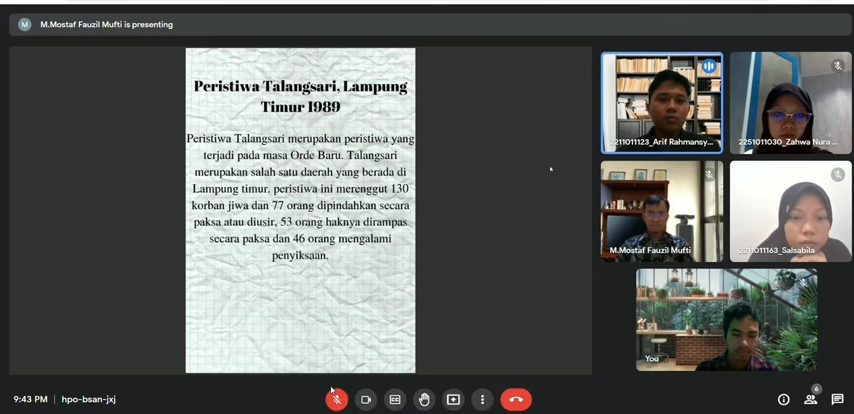 M
M.Mostaf Fauzil Mufti is presenting
Peristiwa Talangsari, Lampung
Timur 1989
Peristiwa Talangsari merupakan peristiwa yang
terjadi pada masa Orde Baru. Talangsari
merupakan salah satu daerah yang berada di
Lampung timur, peristiwa ini merenggut 130
korban jiwa dan 77 orang dipindahkan secara
paksa atau diusir, 53 orang haknya dirampas
secara paksa dan 46 orang mengalami
penyiksaan.
2211011123_Arif Rahmansy...
2251011030_Zahwa Nura ...
M.Mostaf Fauzil Mufti
2211011163_Salsabila
You
9:43 PM | hpo-bsan-jxj
CC
6